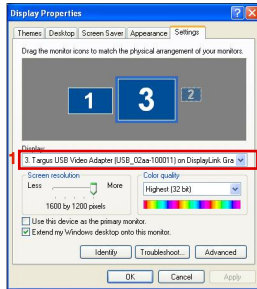 Display Properties
Themes Desktop Screen Saver Appearance Settings
Drag the monitor icons to match the physical arrangement of your monitors.
1 3 2
Display:
1
3. Targus USB Video Adapter (USB_02aa-100011) on DisplayLink Gra
Screen resolution Color quality
Less More Highest (32 bit)
1600 by 1200 pixels
Use this device as the primary monitor.
Extend my Windows desktop onto this monitor.
Identify Troubleshoot... Advanced
OK Cancel Apply